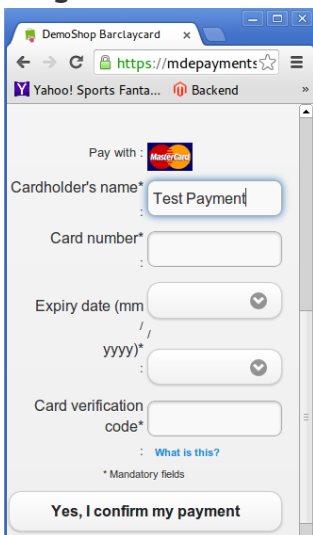 DemoShop Barclaycard ×
https://mdepayments
Yahoo! Sports Fanta... Backend »
Pay with : MasterCard
Cardholder's name*
: Test Payment
Card number*
:
Expiry date (mm
/ /
yyyy)*
:
Card verification
code*
: What is this?
* Mandatory fields
Yes, I confirm my payment